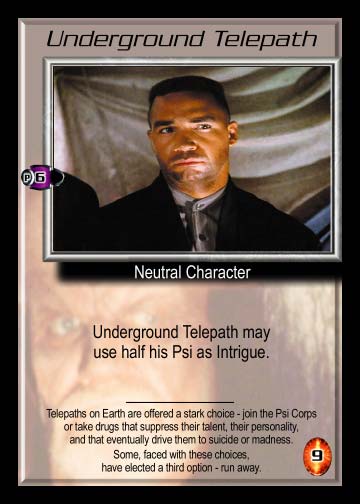 Underground Telepath
P 6
Neutral Character
Underground Telepath may
use half his Psi as Intrigue.
Telepaths on Earth are offered a stark choice - join the Psi Corps
or take drugs that suppress their talent, their personality,
and that eventually drive them to suicide or madness.
Some, faced with these choices,
have elected a third option - run away.
9